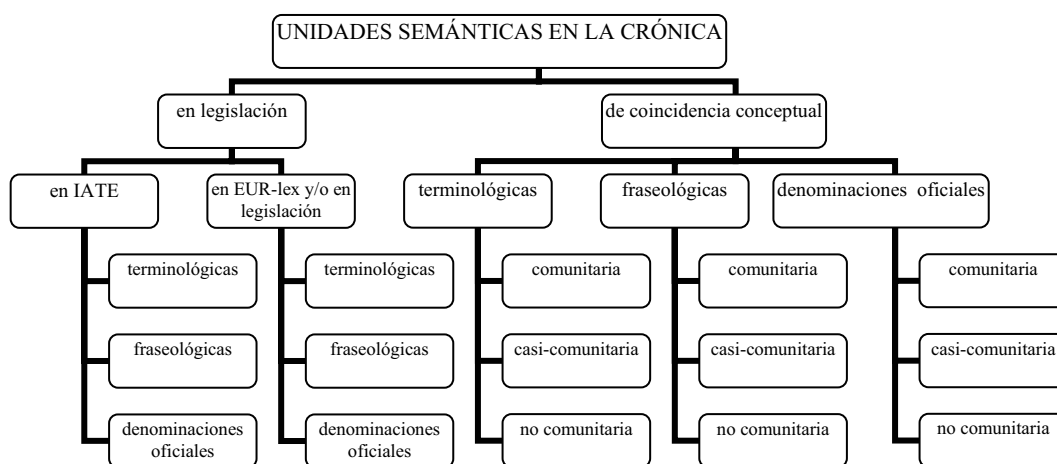 UNIDADES SEMÁNTICAS EN LA CRÓNICA
en legislación
de coincidencia conceptual
en IATE
en EUR-lex y/o en
legislación
terminológicas
fraseológicas
denominaciones oficiales
terminológicas
terminológicas
comunitaria
comunitaria
comunitaria
fraseológicas
fraseológicas
casi-comunitaria
casi-comunitaria
casi-comunitaria
denominaciones
oficiales
denominaciones
oficiales
no comunitaria
no comunitaria
no comunitaria